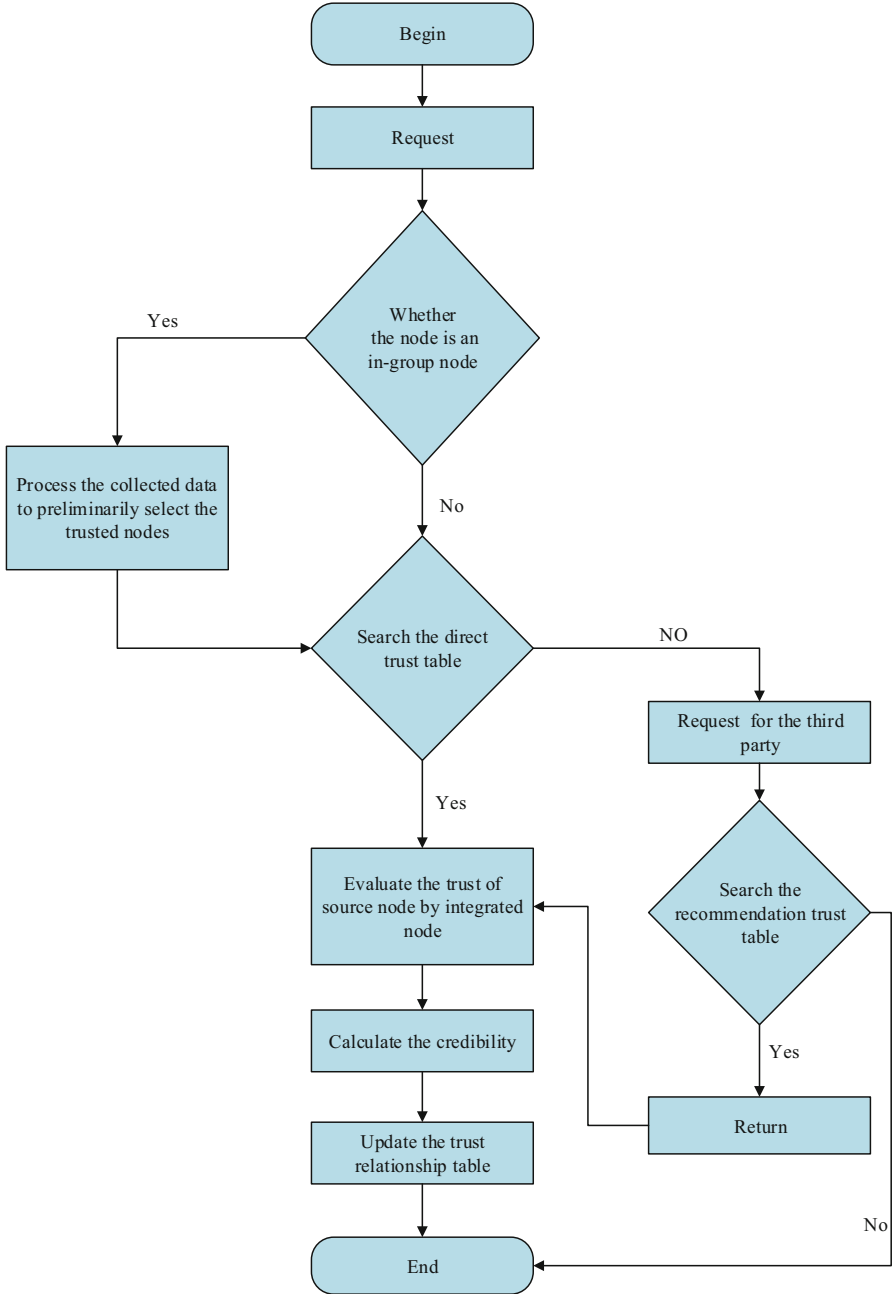 Begin
Request
Whether
the node is an
in-group node
Yes
Process the collected data
to preliminarily select the
trusted nodes
No
Search the direct
trust table
NO
Request for the third
party
Yes
Evaluate the trust of
source node by integrated
node
Search the
recommendation trust
table
Calculate the credibility
Yes
Return
Update the trust
relationship table
No
End